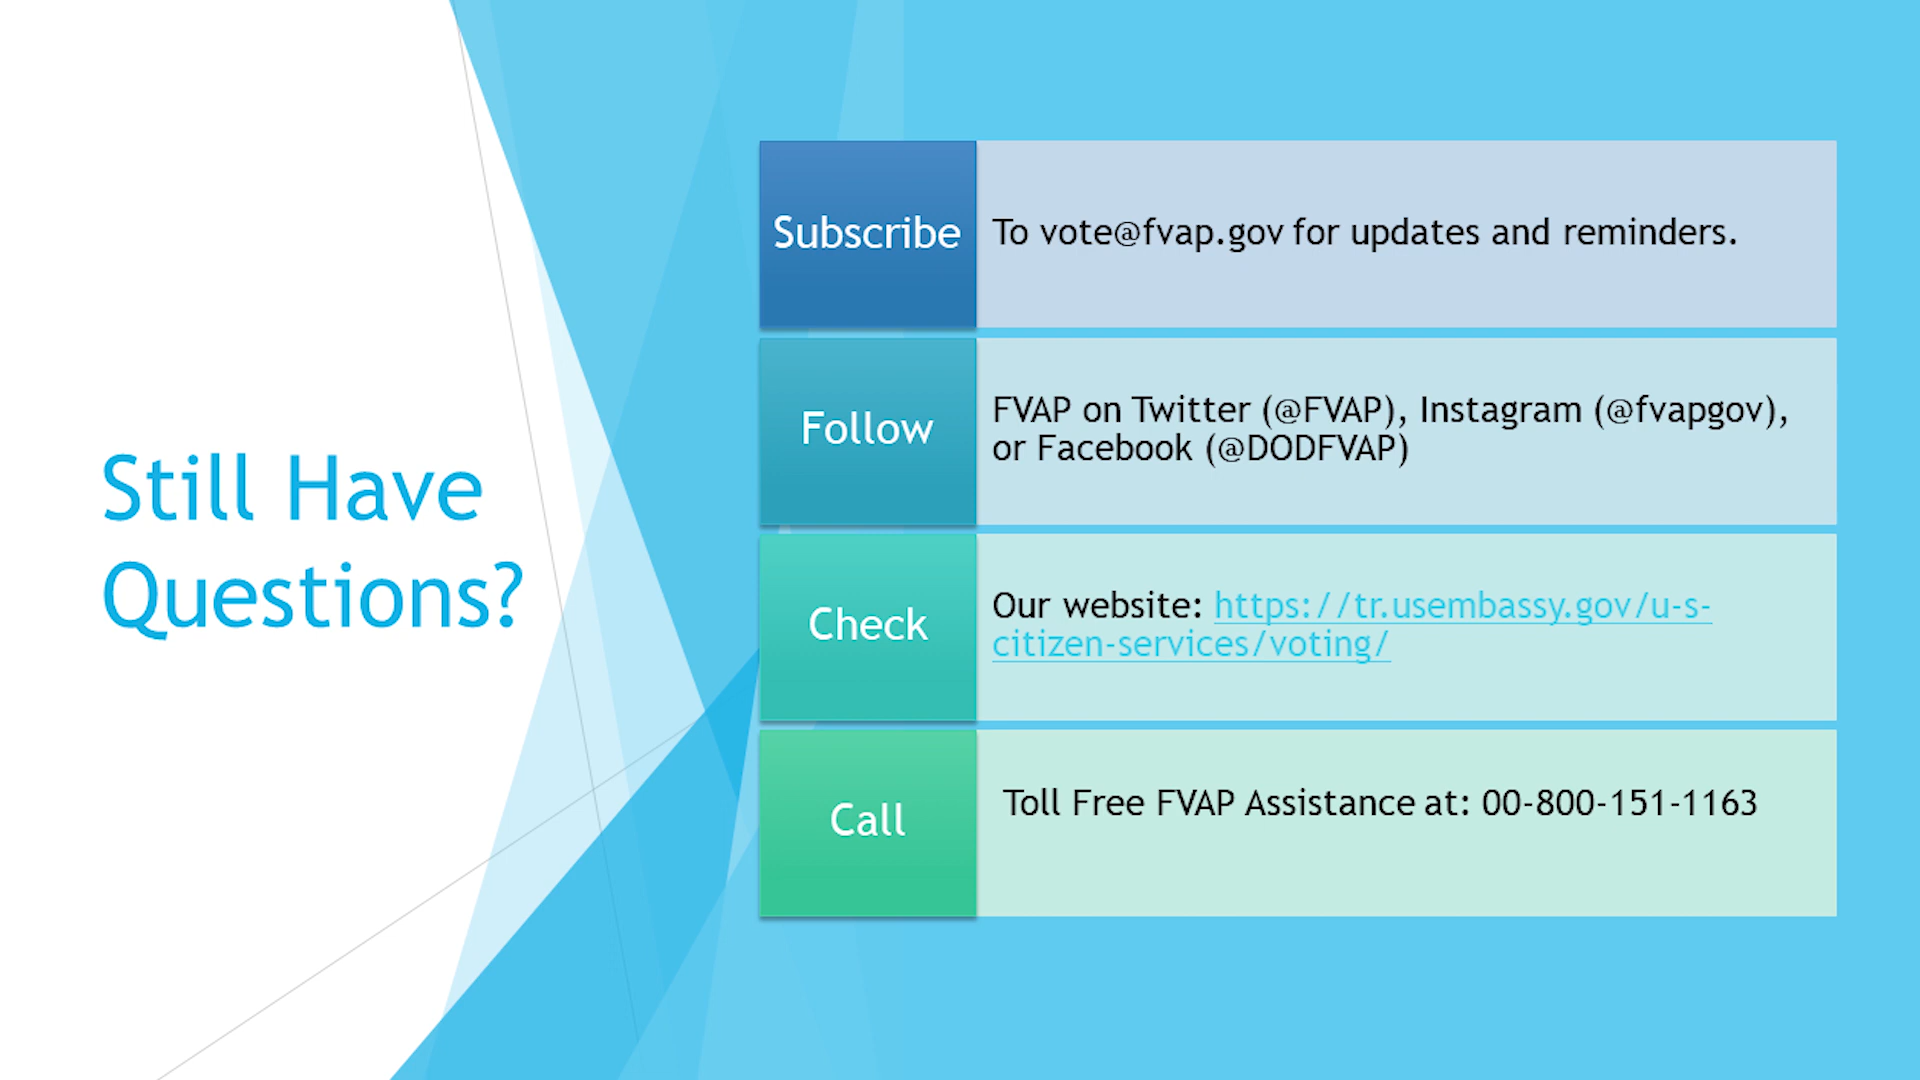 Still Have
Questions?
Subscribe
To vote@fvap.gov for updates and reminders.
Follow
FVAP on Twitter (@FVAP), Instagram (@fvapgov),
or Facebook (@DODFVAP)
Check
Our website: https://tr.usembassy.gov/u-s-
citizen-services/voting/
Call
Toll Free FVAP Assistance at: 00-800-151-1163